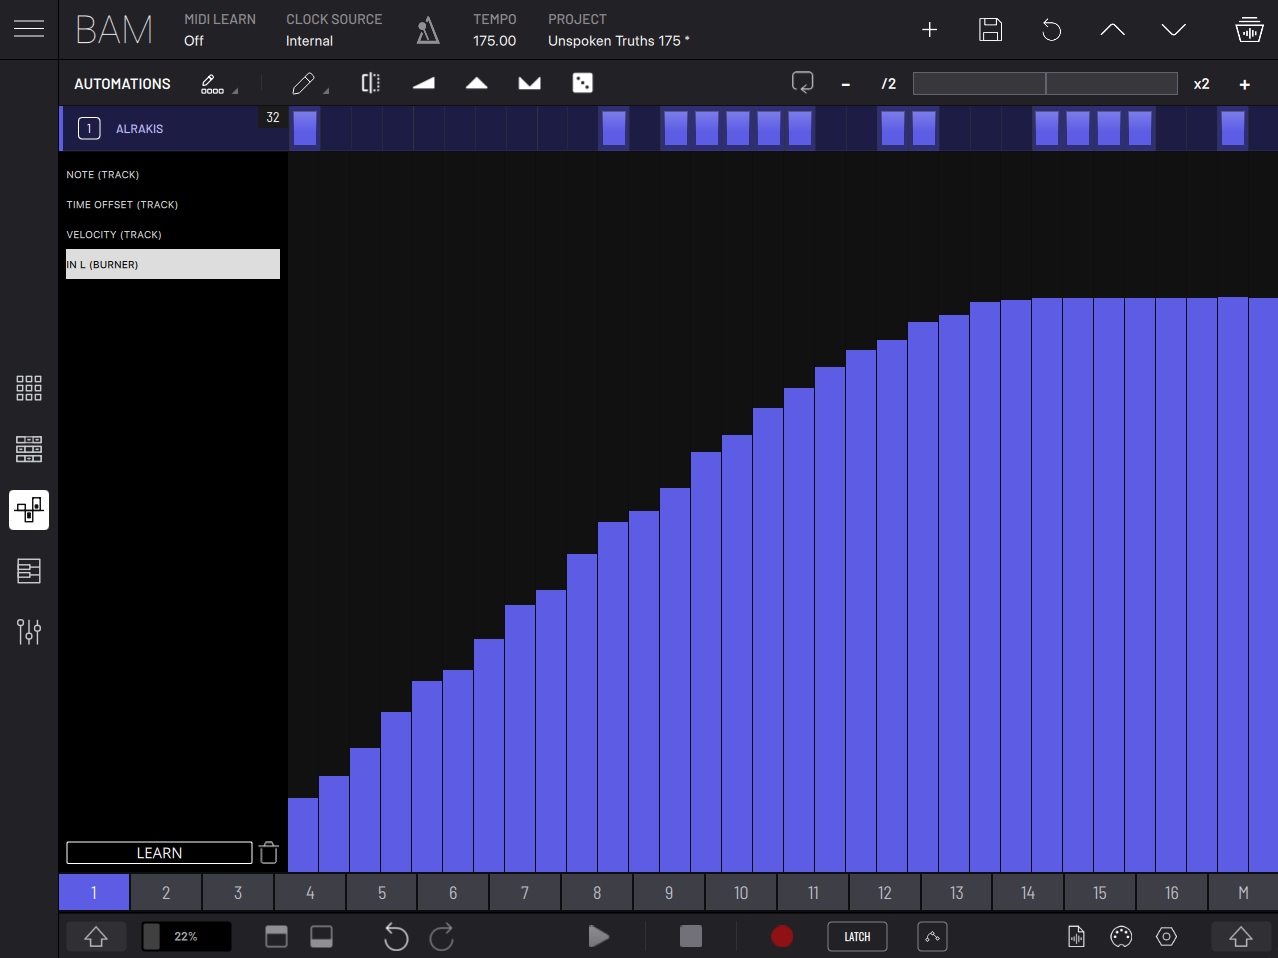 BAM
MIDI LEARN
Off
CLOCK SOURCE
Internal
TEMPO
175.00
PROJECT
Unspoken Truths 175 *
AUTOMATIONS
- /2 x2 +
1 ALRAKIS 32
NOTE (TRACK)
TIME OFFSET (TRACK)
VELOCITY (TRACK)
IN L (BURNER)
LEARN
1 2 3 4 5 6 7 8 9 10 11 12 13 14 15 16 M
22%
LATCH